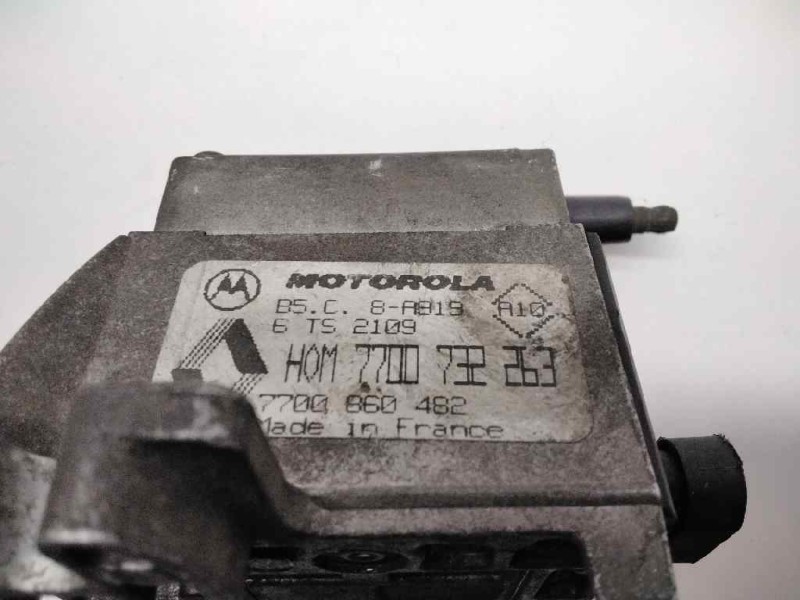 MOTOROLA
B5.C. 8-AB19 A10
6 TS 2109
HOM 7700 732 263
7700 860 482
Made in France